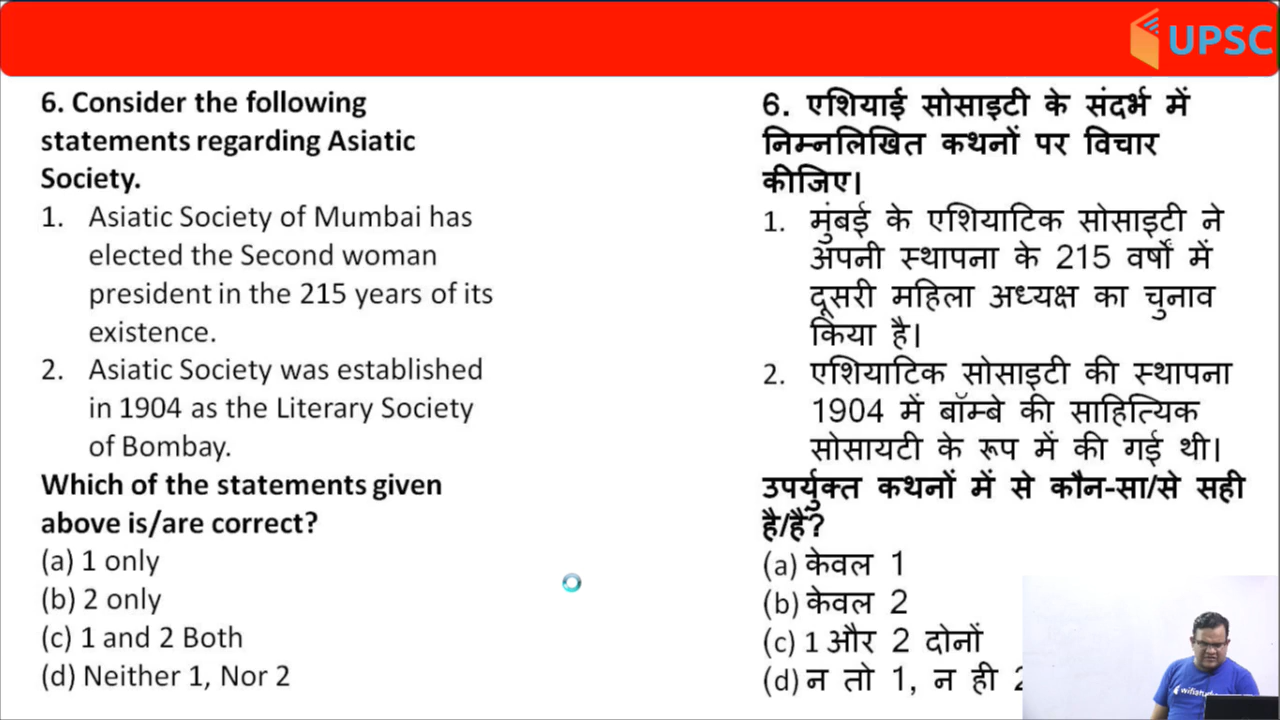 UPSC
6. Consider the following
statements regarding Asiatic
Society.
1. Asiatic Society of Mumbai has
elected the Second woman
president in the 215 years of its
existence.
2. Asiatic Society was established
in 1904 as the Literary Society
of Bombay.
Which of the statements given
above is/are correct?
(a) 1 only
(b) 2 only
(c) 1 and 2 Both
(d) Neither 1, Nor 2
6. एशियाई सोसाइटी के संदर्भ में
निम्नलिखित कथनों पर विचार
कीजिए।
1. मुंबई के एशियाटिक सोसाइटी ने
अपनी स्थापना के 215 वर्षों में
दूसरी महिला अध्यक्ष का चुनाव
किया है।
2. एशियाटिक सोसाइटी की स्थापना
1904 में बॉम्बे की साहित्यिक
सोसायटी के रूप में की गई थी।
उपर्युक्त कथनों में से कौन-सा/से सही
है/हैं?
(a) केवल 1
(b) केवल 2
(c) 1 और 2 दोनों
(d) न तो 1, न ही 2